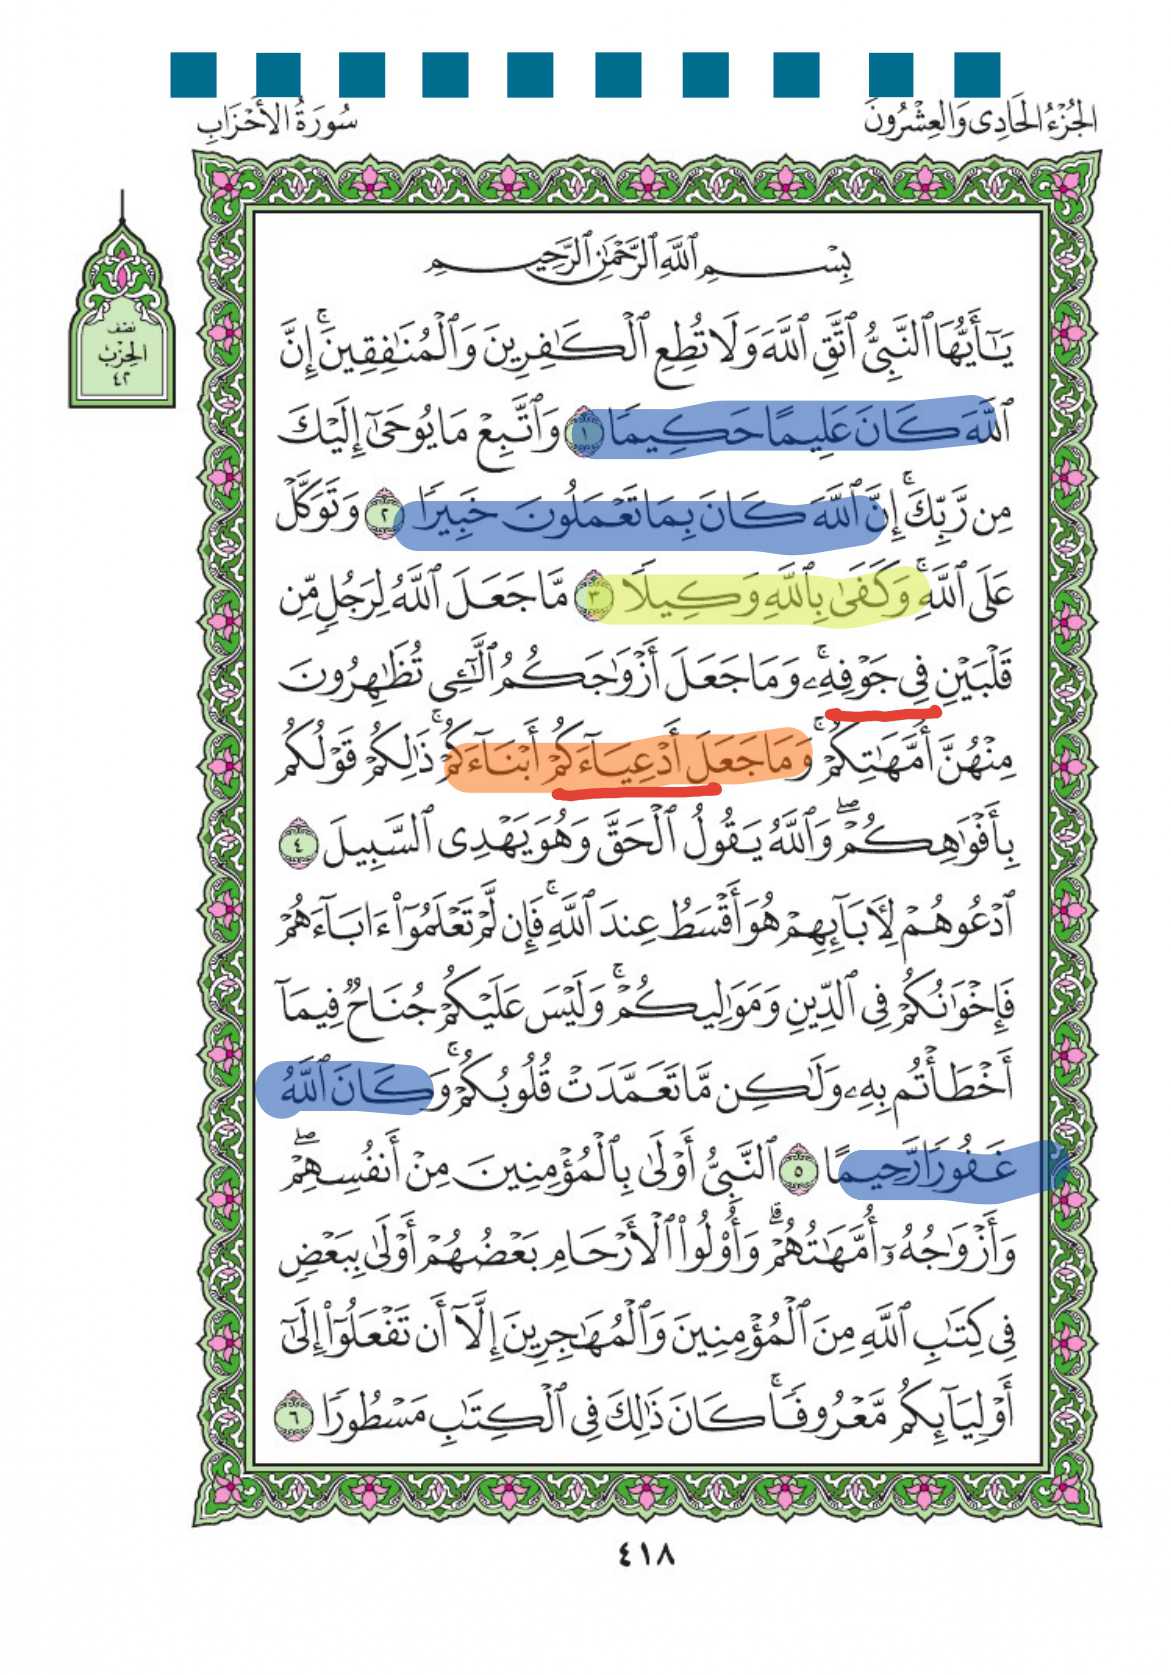 الجُزْءُ الحَادِى وَالعِشْرُونَ
سُورَةُ الأَحْزَابِ
نصف
الحِزْبُ
٤٢
بِسْمِ ٱللَّهِ ٱلرَّحْمَٰنِ ٱلرَّحِيمِ
يَـٰٓأَيُّهَا ٱلنَّبِىُّ ٱتَّقِ ٱللَّهَ وَلَا تُطِعِ ٱلْكَـٰفِرِينَ وَٱلْمُنَـٰفِقِينَ ۚ إِنَّ
ٱللَّهَ كَانَ عَلِيمًا حَكِيمًا ١ وَٱتَّبِعْ مَا يُوحَىٰٓ إِلَيْكَ
مِن رَّبِّكَ ۚ إِنَّ ٱللَّهَ كَانَ بِمَا تَعْمَلُونَ خَبِيرًا ٢ وَتَوَكَّلْ
عَلَى ٱللَّهِ ۚ وَكَفَىٰ بِٱللَّهِ وَكِيلًا ٣ مَّا جَعَلَ ٱللَّهُ لِرَجُلٍ مِّن
قَلْبَيْنِ فِى جَوْفِهِۦ ۚ وَمَا جَعَلَ أَزْوَٰجَكُمُ ٱلَّـٰٓـِٔى تُظَـٰهِرُونَ
مِنْهُنَّ أُمَّهَـٰتِكُمْ ۚ وَمَا جَعَلَ أَدْعِيَآءَكُمْ أَبْنَآءَكُمْ ۚ ذَٰلِكُمْ قَوْلُكُم
بِأَفْوَٰهِكُمْ ۖ وَٱللَّهُ يَقُولُ ٱلْحَقَّ وَهُوَ يَهْدِى ٱلسَّبِيلَ ٤
ٱدْعُوهُمْ لِـَٔابَآئِهِمْ هُوَ أَقْسَطُ عِندَ ٱللَّهِ ۚ فَإِن لَّمْ تَعْلَمُوٓا۟ ءَابَآءَهُمْ
فَإِخْوَٰنُكُمْ فِى ٱلدِّينِ وَمَوَٰلِيكُمْ ۚ وَلَيْسَ عَلَيْكُمْ جُنَاحٌ فِيمَآ
أَخْطَأْتُم بِهِۦ وَلَـٰكِن مَّا تَعَمَّدَتْ قُلُوبُكُمْ ۚ وَكَانَ ٱللَّهُ
غَفُورًا رَّحِيمًا ٥ ٱلنَّبِىُّ أَوْلَىٰ بِٱلْمُؤْمِنِينَ مِنْ أَنفُسِهِمْ ۖ
وَأَزْوَٰجُهُۥٓ أُمَّهَـٰتُهُمْ ۗ وَأُو۟لُوا۟ ٱلْأَرْحَامِ بَعْضُهُمْ أَوْلَىٰ بِبَعْضٍ
فِى كِتَـٰبِ ٱللَّهِ مِنَ ٱلْمُؤْمِنِينَ وَٱلْمُهَـٰجِرِينَ إِلَّآ أَن تَفْعَلُوٓا۟ إِلَىٰٓ
أَوْلِيَآئِكُم مَّعْرُوفًا ۚ كَانَ ذَٰلِكَ فِى ٱلْكِتَـٰبِ مَسْطُورًا ٦
٤١٨